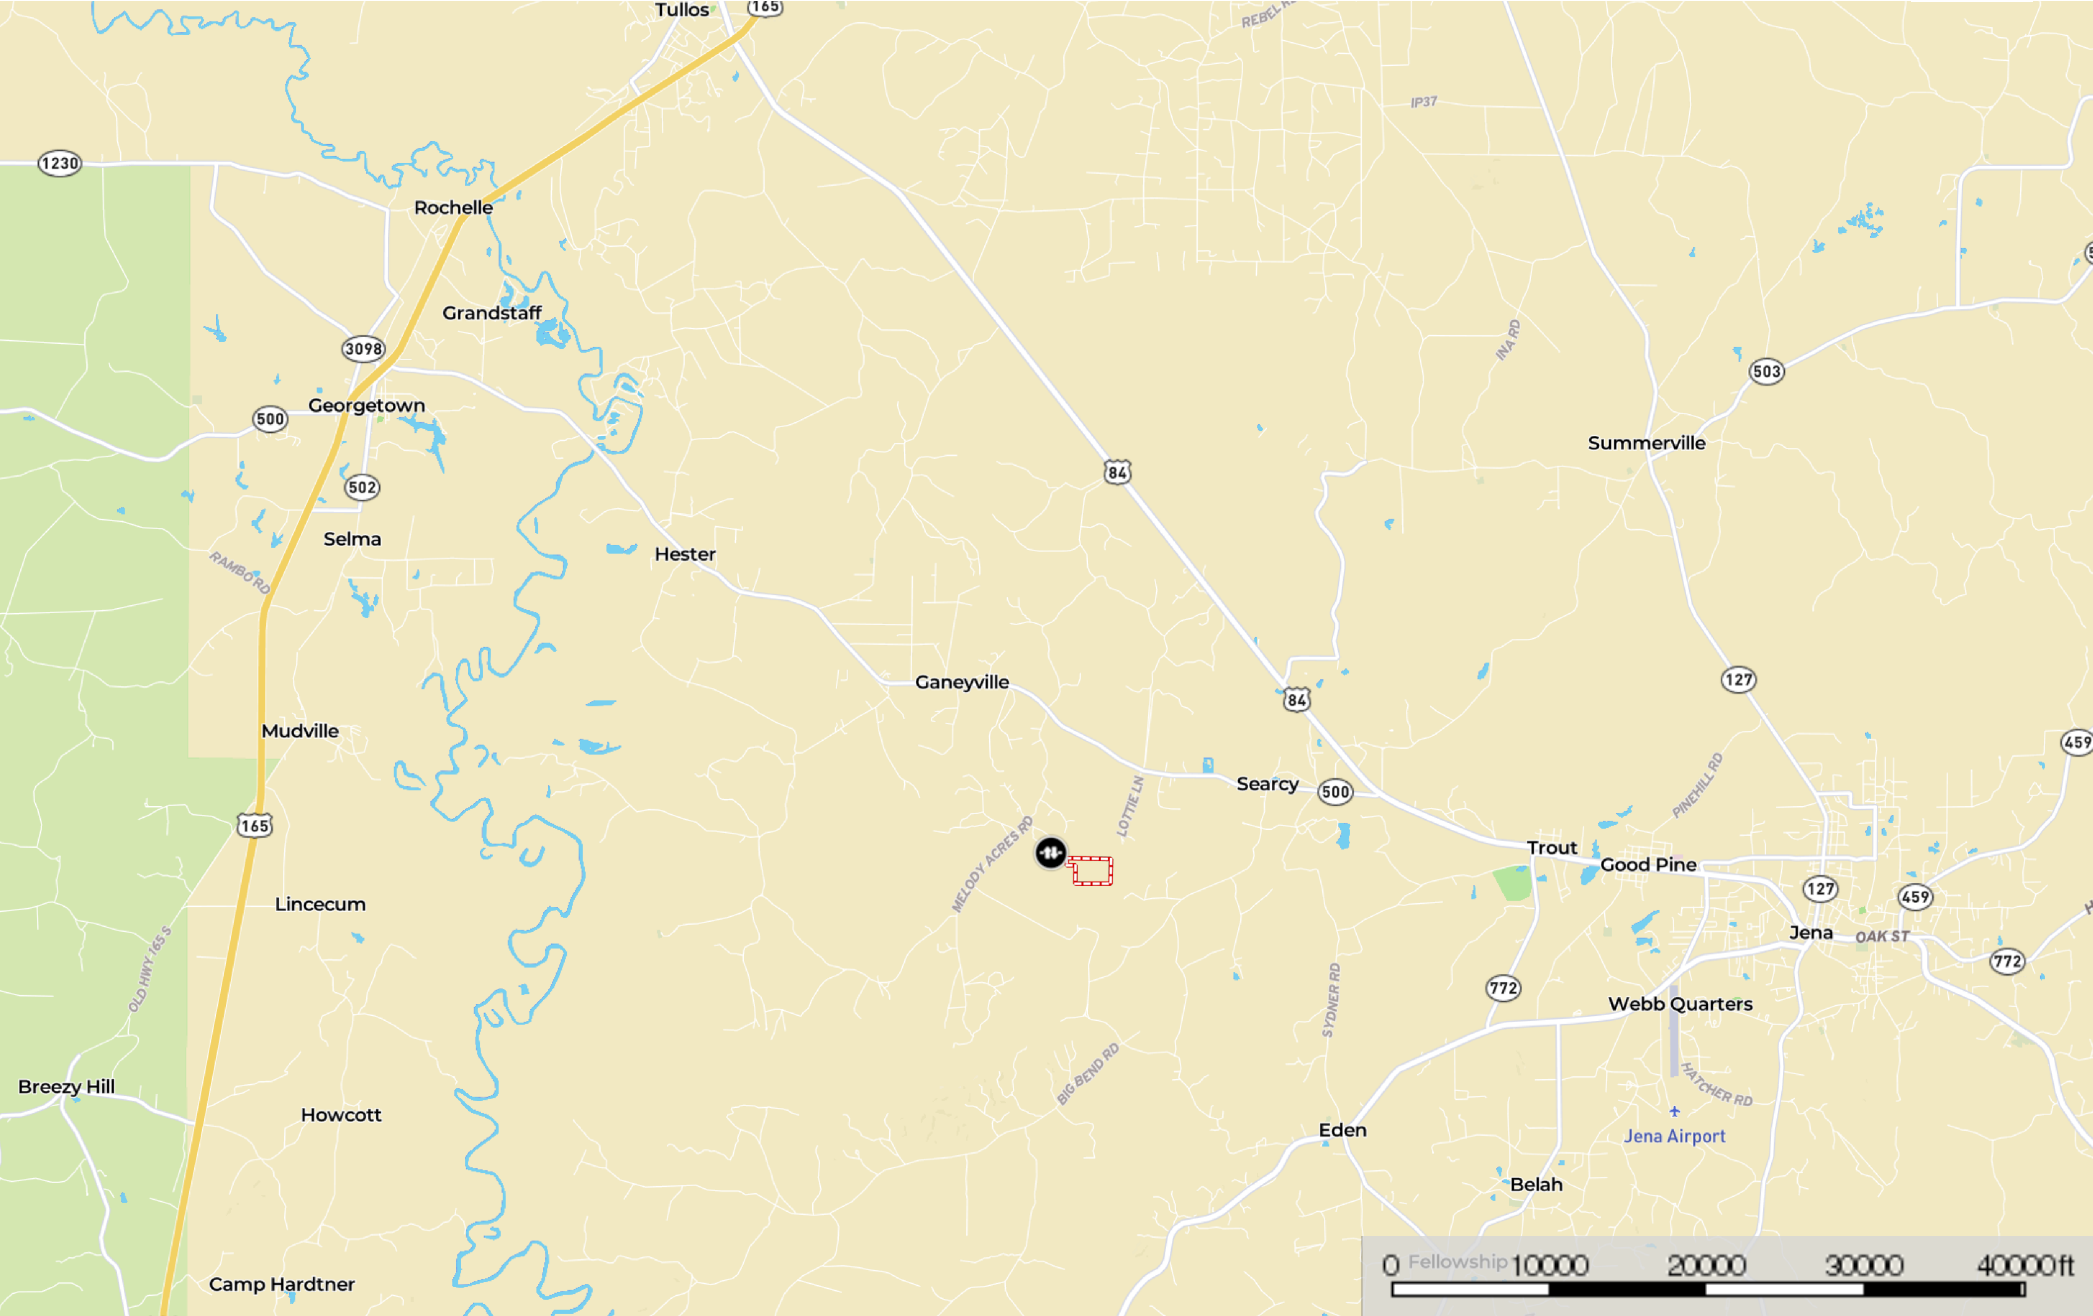 Tullos
165
REBEL R
IP37
1230
Rochelle
Grandstaff
INA RD
3098
503
Georgetown
500
84
Summerville
502
Selma
Hester
RAMBO RD
Ganeyville
127
84
Mudville
459
PINEHILL RD
Searcy
500
LOTTIE LN
165
MELODY ACRES RD
Trout
Good Pine
127
459
Lincecum
Jena
OAK ST
OLD HWY 165 S
772
772
SYDNER RD
Webb Quarters
Breezy Hill
BIG BEND RD
HATCHER RD
Howcott
Eden
Jena Airport
Belah
Camp Hardtner
Fellowship
0 10000 20000 30000 40000ft